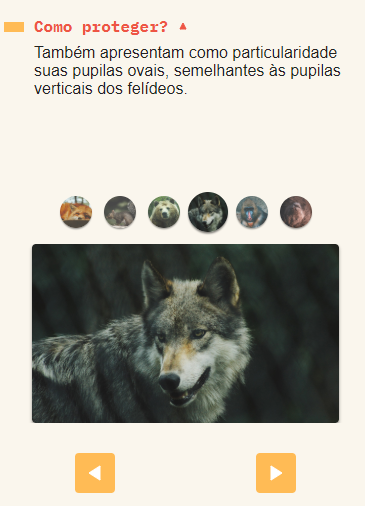 Como proteger? ▲
Também apresentam como particularidade
suas pupilas ovais, semelhantes às pupilas
verticais dos felídeos.